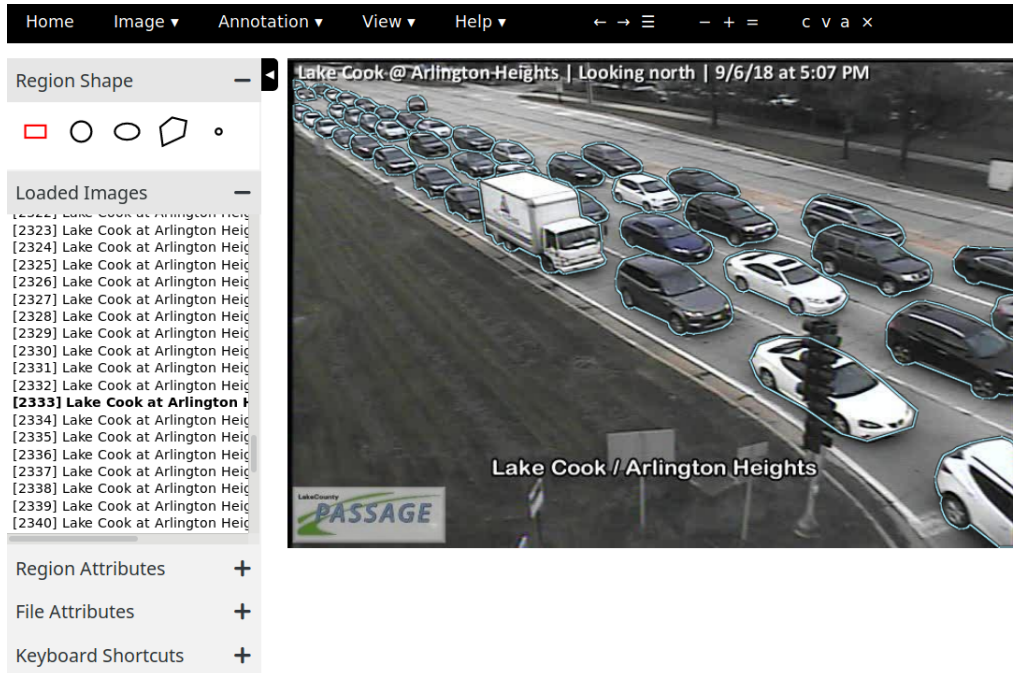 Home Image ▾ Annotation ▾ View ▾ Help ▾ ← → ☰ − + = c v a ×
Region Shape −
Loaded Images −
[2322] Lake Cook at Arlington Heig
[2323] Lake Cook at Arlington Heig
[2324] Lake Cook at Arlington Heig
[2325] Lake Cook at Arlington Heig
[2326] Lake Cook at Arlington Heig
[2327] Lake Cook at Arlington Heig
[2328] Lake Cook at Arlington Heig
[2329] Lake Cook at Arlington Heig
[2330] Lake Cook at Arlington Heig
[2331] Lake Cook at Arlington Heig
[2332] Lake Cook at Arlington Heig
[2333] Lake Cook at Arlington H
[2334] Lake Cook at Arlington Heig
[2335] Lake Cook at Arlington Heig
[2336] Lake Cook at Arlington Heig
[2337] Lake Cook at Arlington Heig
[2338] Lake Cook at Arlington Heig
[2339] Lake Cook at Arlington Heig
[2340] Lake Cook at Arlington Heig
Region Attributes +
File Attributes +
Keyboard Shortcuts +
Lake Cook @ Arlington Heights | Looking north | 9/6/18 at 5:07 PM
Lake Cook / Arlington Heights
LakeCounty
PASSAGE